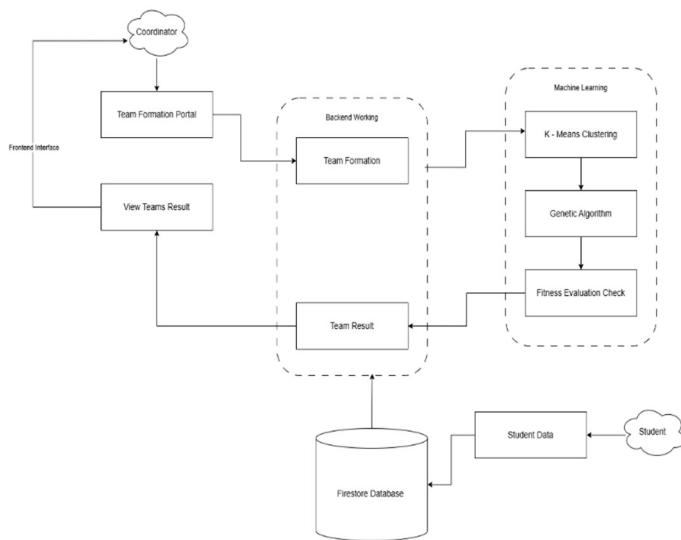 Coordinator
Machine Learning
Team Formation Portal
Backend Working
K - Means Clustering
Frontend Interface
Team Formation
View Teams Result
Genetic Algorithm
Fitness Evaluation Check
Team Result
Student Data
Student
Firestore Database